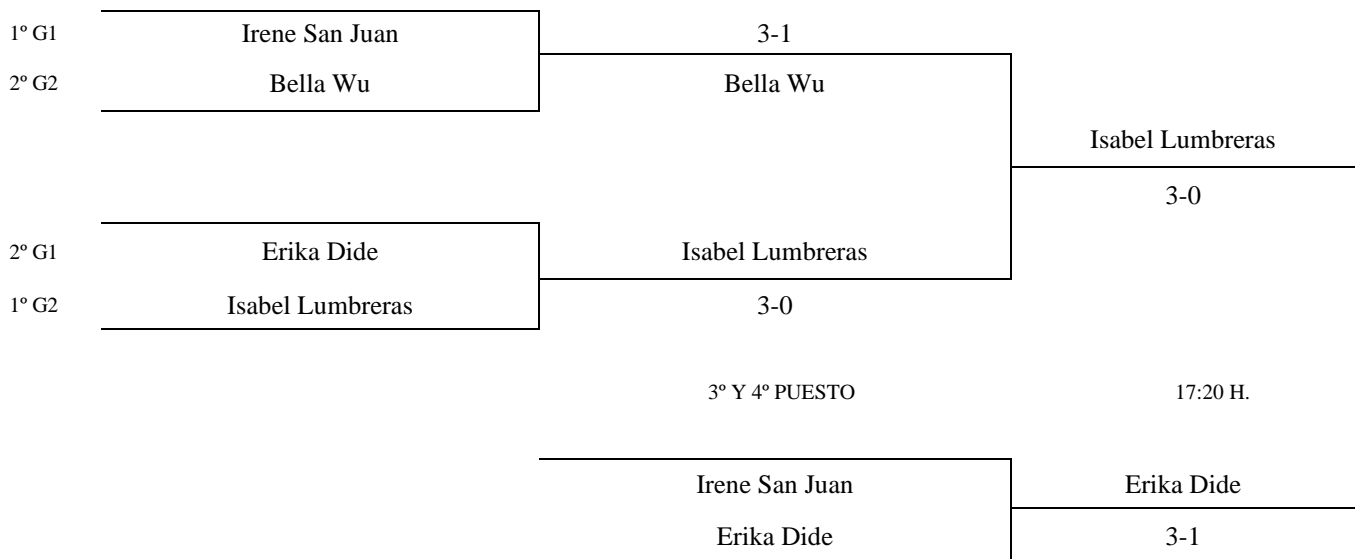 1º G1 Irene San Juan 3-1
2º G2 Bella Wu Bella Wu
Isabel Lumbreras
3-0
2º G1 Erika Dide Isabel Lumbreras
1º G2 Isabel Lumbreras 3-0
3º Y 4º PUESTO 17:20 H.
Irene San Juan Erika Dide
Erika Dide 3-1